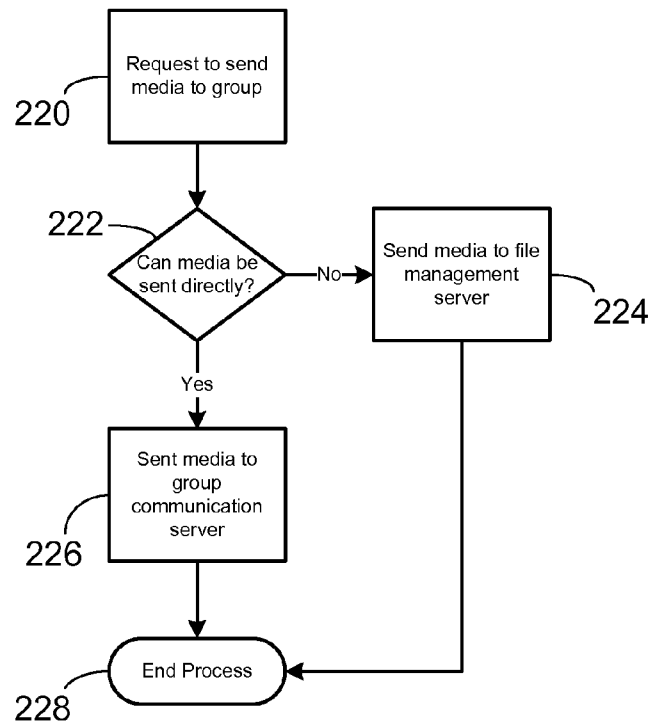 Request to send
media to group
220
222
Can media be
sent directly?
No
Send media to file
management
server
224
Yes
Sent media to
group
communication
server
226
End Process
228